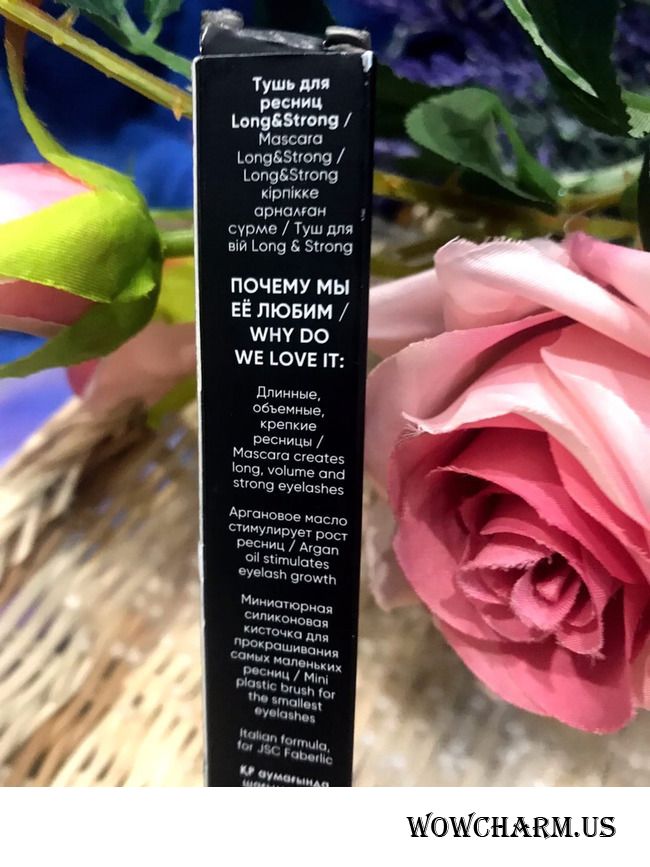 Тушь для
ресниц
Long&Strong /
Mascara
Long&Strong /
Long&Strong
кірпікке
арналған
сүрме / Туш для
вій Long & Strong
ПОЧЕМУ МЫ
ЕЁ ЛЮБИМ /
WHY DO
WE LOVE IT:
Длинные,
объемные,
крепкие
ресницы /
Mascara creates
long, volume and
strong eyelashes
Аргановое масло
стимулирует рост
ресниц / Argan
oil stimulates
eyelash growth
Миниатюрная
силиконовая
кисточка для
прокрашивания
самых маленьких
ресниц / Mini
plastic brush for
the smallest
eyelashes
Italian formula,
for JSC Faberlic
ҚР аумағында
WOWCHARM.US